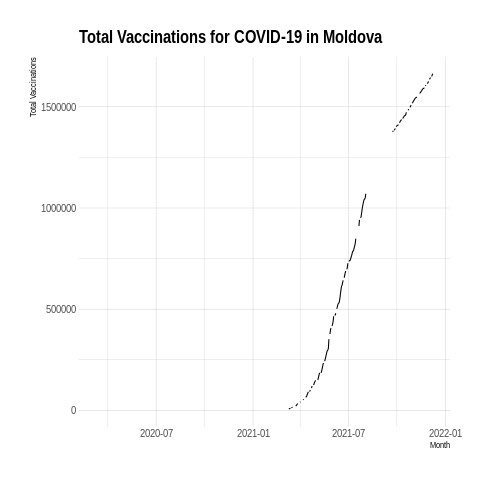 Total Vaccinations for COVID-19 in Moldova
Total Vaccinations
1500000
1000000
500000
0
2020-07
2021-01
2021-07
2022-01
Month